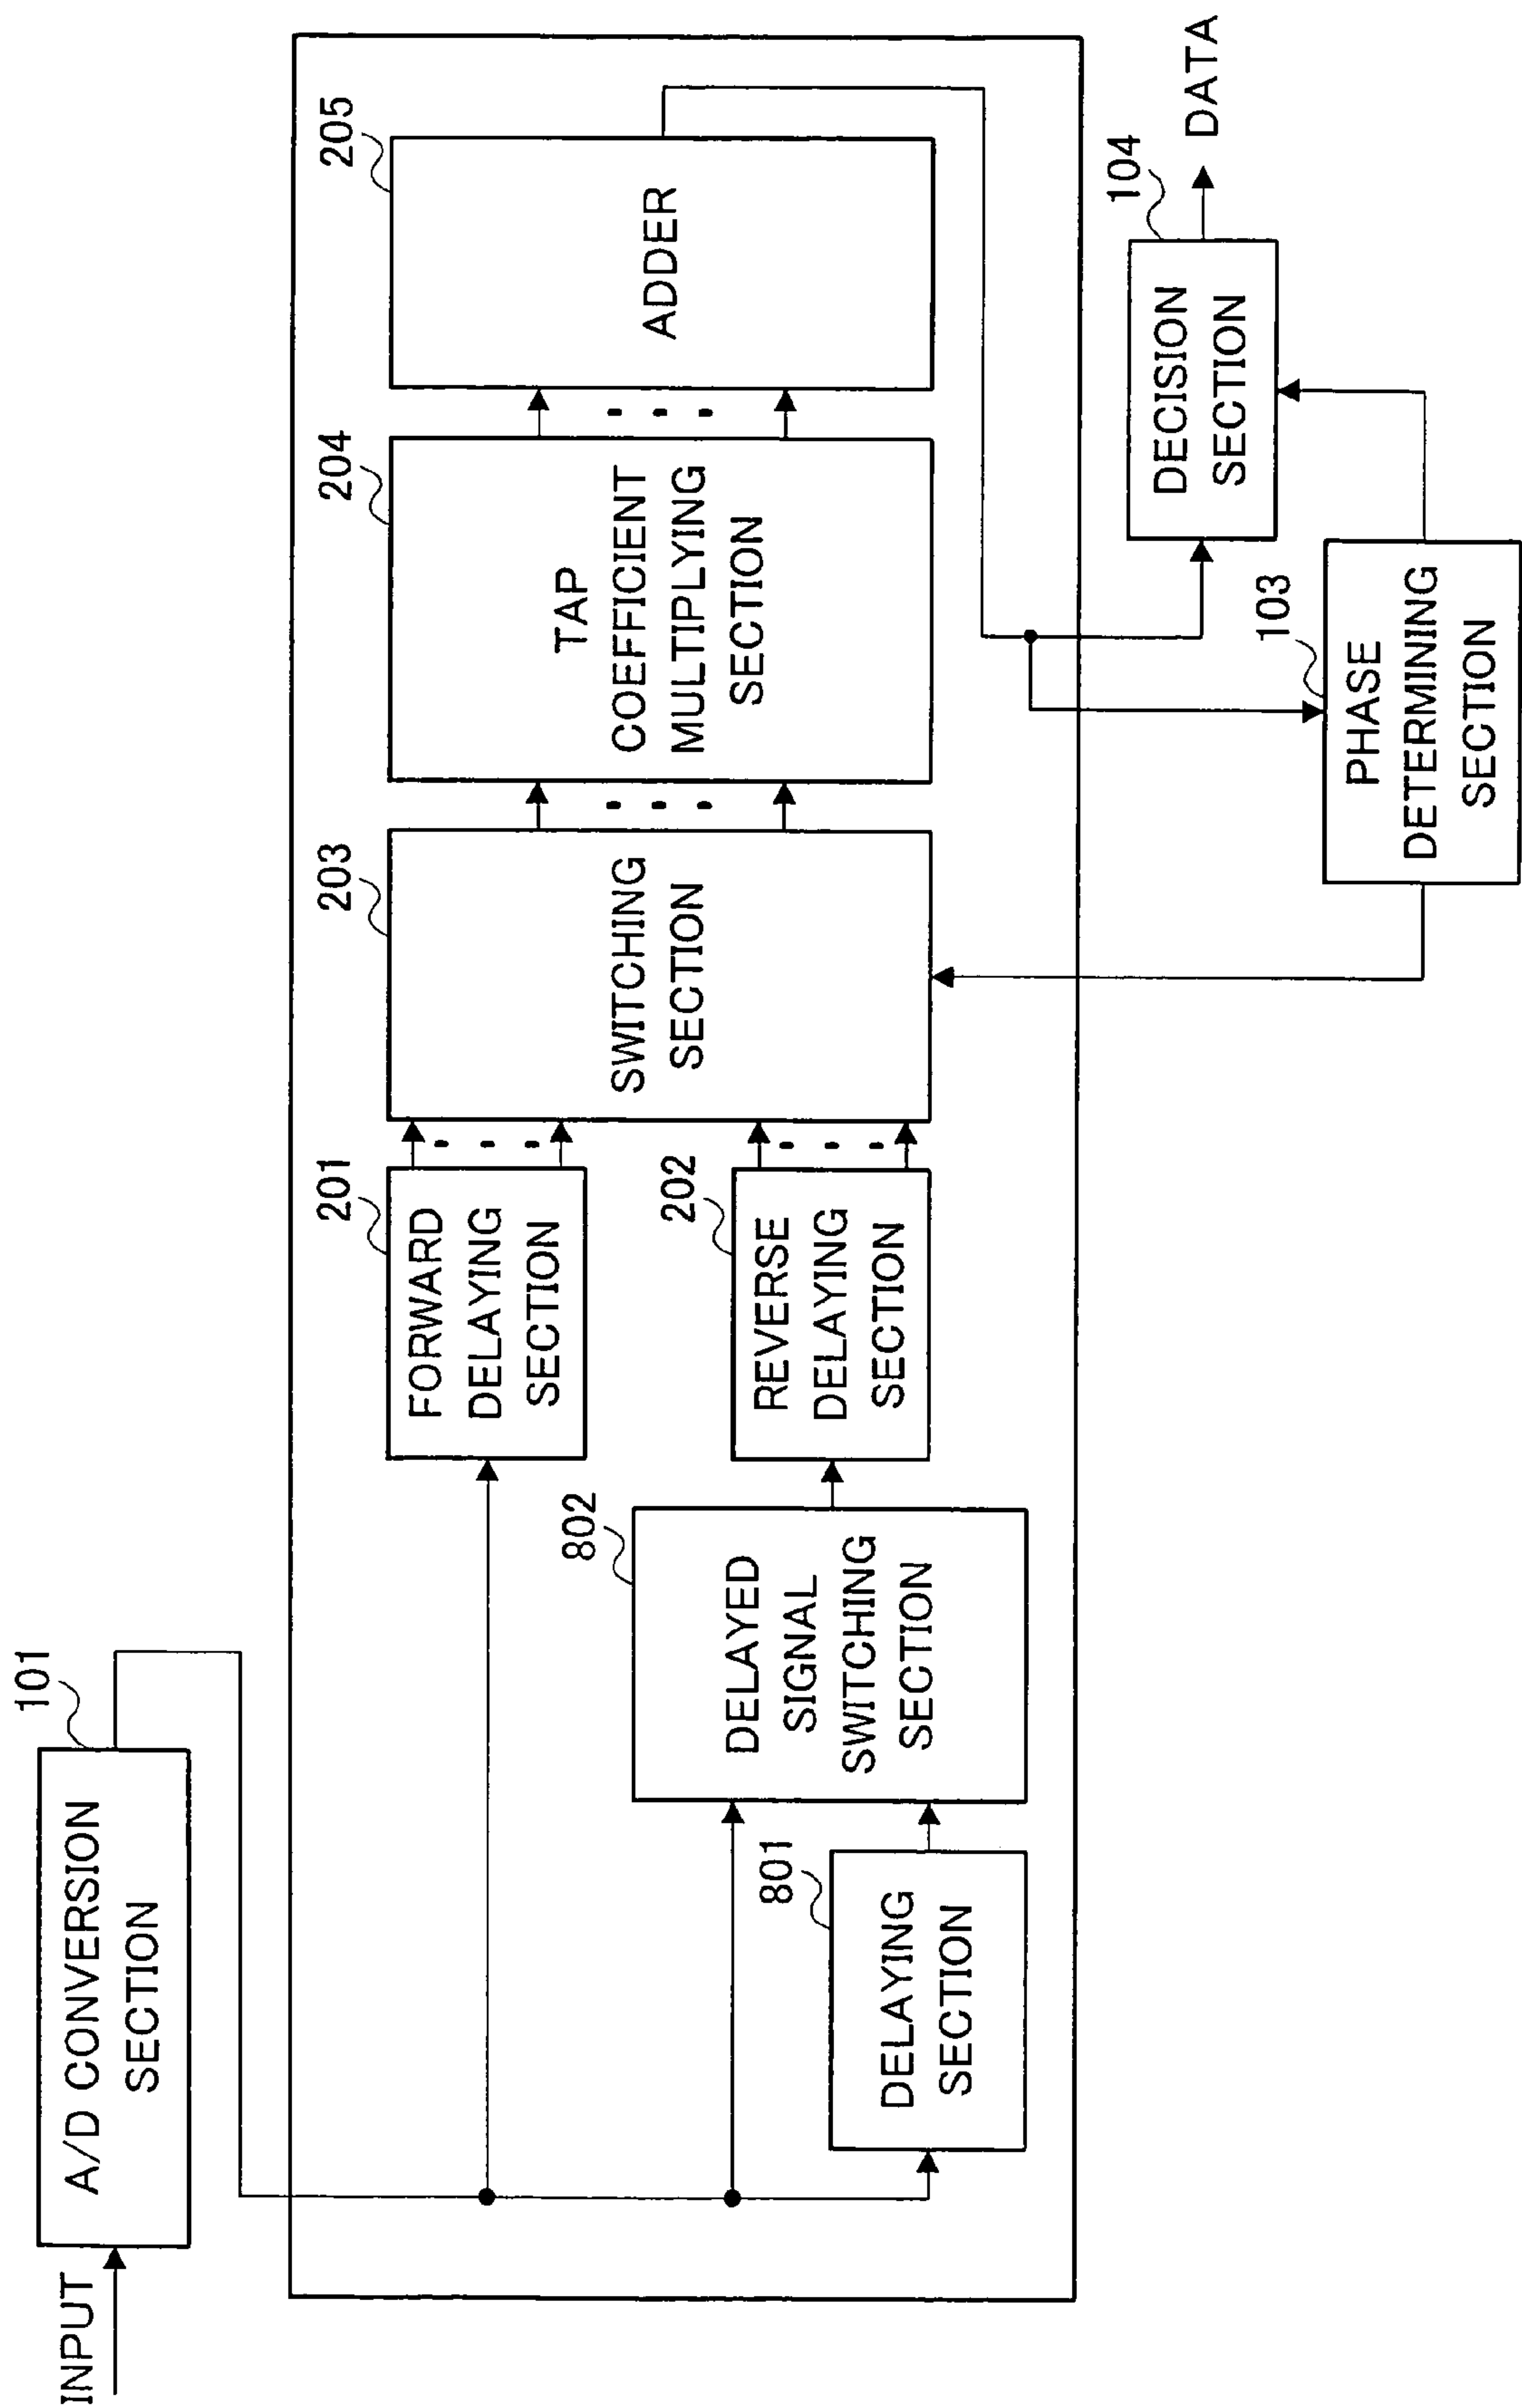 INPUT
101
A/D CONVERSION
SECTION
201
FORWARD
DELAYING
SECTION
801
DELAYING
SECTION
802
DELAYED
SIGNAL
SWITCHING
SECTION
202
REVERSE
DELAYING
SECTION
203
SWITCHING
SECTION
204
TAP
COEFFICIENT
MULTIPLYING
SECTION
205
ADDER
103
PHASE
DETERMINING
SECTION
104
DECISION
SECTION
DATA